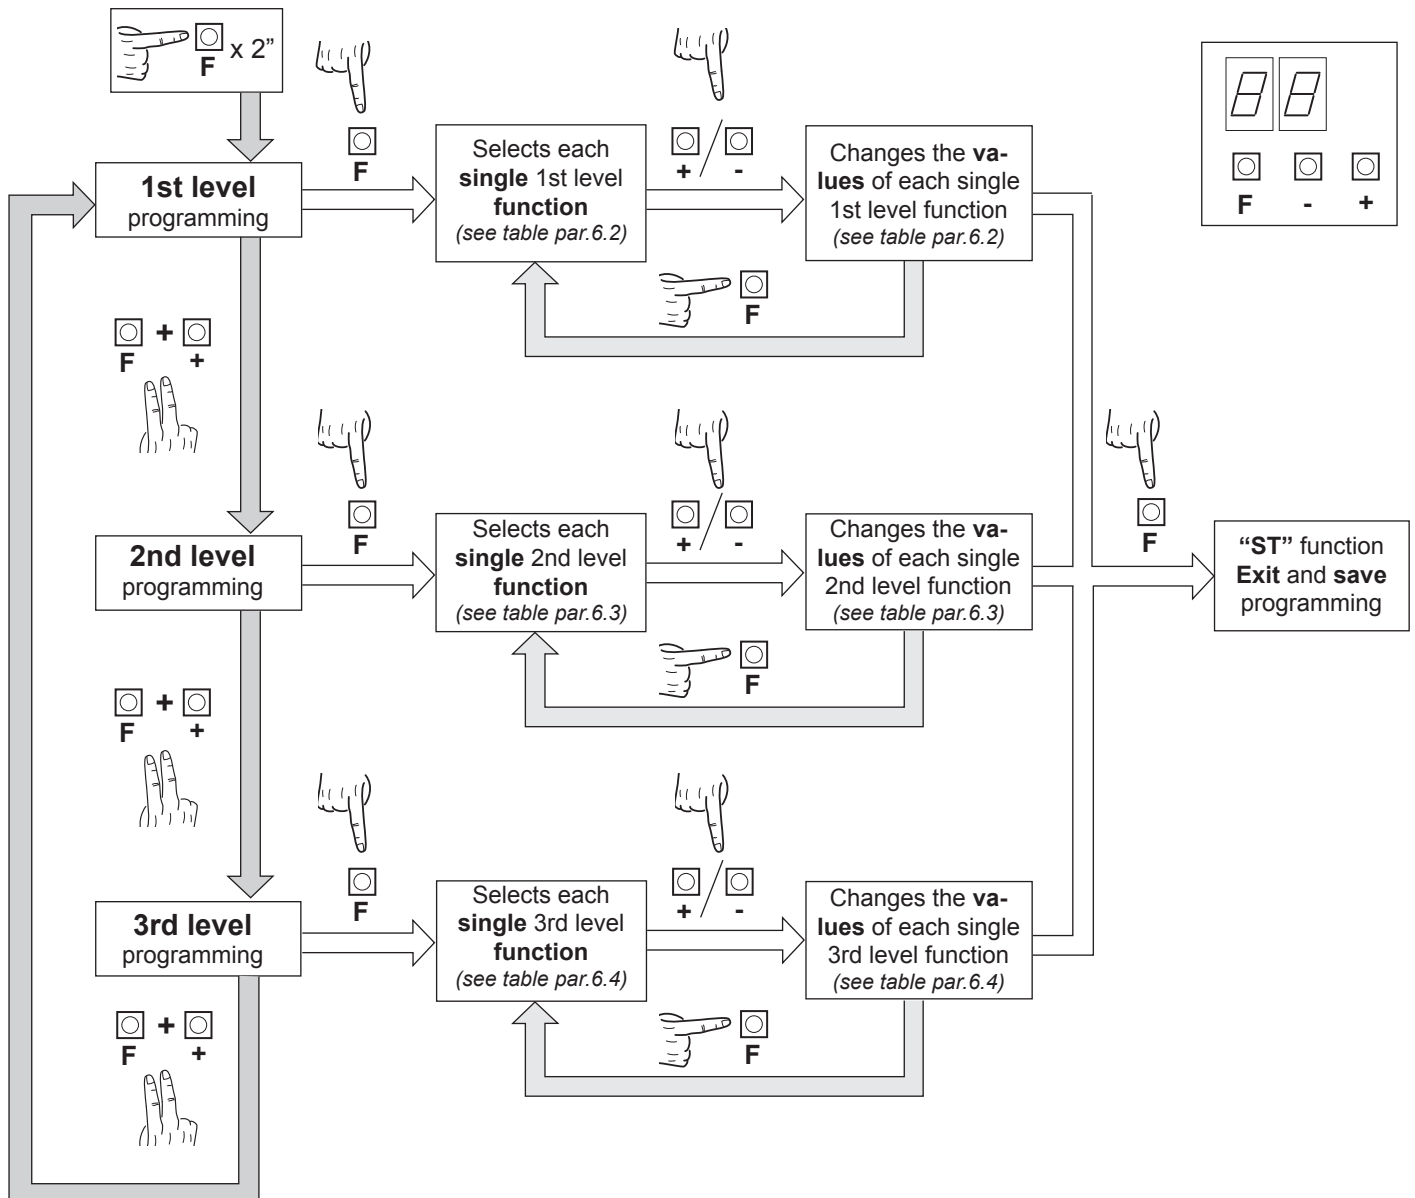 F x 2”
F
+ / -
88
F - +
1st level
programming
Selects each
single 1st level
function
(see table par.6.2)
Changes the va-
lues of each single
1st level function
(see table par.6.2)
F
F + +
F
+ / -
F
2nd level
programming
Selects each
single 2nd level
function
(see table par.6.3)
Changes the va-
lues of each single
2nd level function
(see table par.6.3)
“ST” function
Exit and save
programming
F
F + +
F
+ / -
3rd level
programming
Selects each
single 3rd level
function
(see table par.6.4)
Changes the va-
lues of each single
3rd level function
(see table par.6.4)
F
F + +